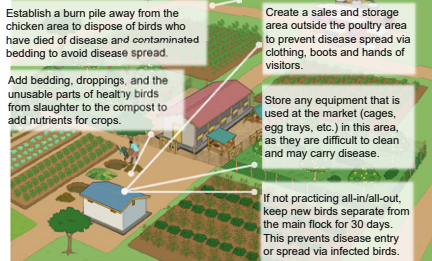 Establish a burn pile away from the
chicken area to dispose of birds who
have died of disease and contaminated
bedding to avoid disease spread.
Add bedding, droppings, and the
unusable parts of healthy birds
from slaughter to the compost to
add nutrients for crops.
Create a sales and storage
area outside the poultry area
to prevent disease spread via
clothing, boots and hands of
visitors.
Store any equipment that is
used at the market (cages,
egg trays, etc.) in this area,
as they are difficult to clean
and may carry disease.
If not practicing all-in/all-out,
keep new birds separate from
the main flock for 30 days.
This prevents disease entry
or spread via infected birds.